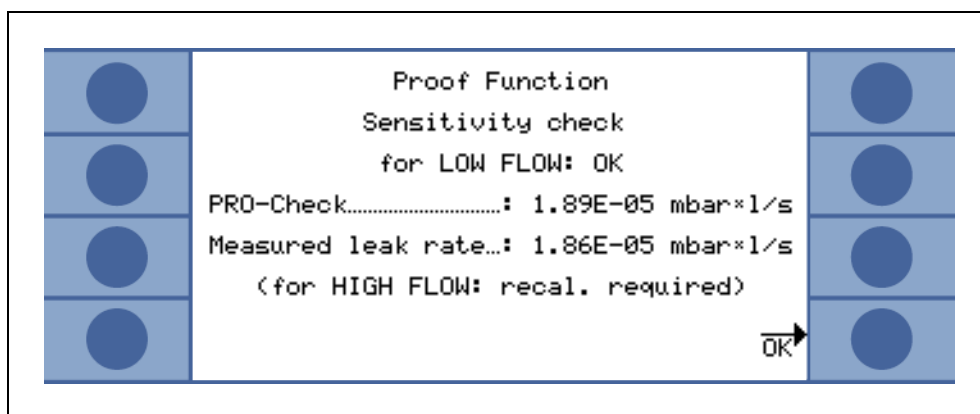 Proof Function
Sensitivity check
for LOW FLOW: OK
PRO-Check..............................: 1.89E-05 mbar×l/s
Measured leak rate…: 1.86E-05 mbar×l/s
(for HIGH FLOW: recal. required)
OK